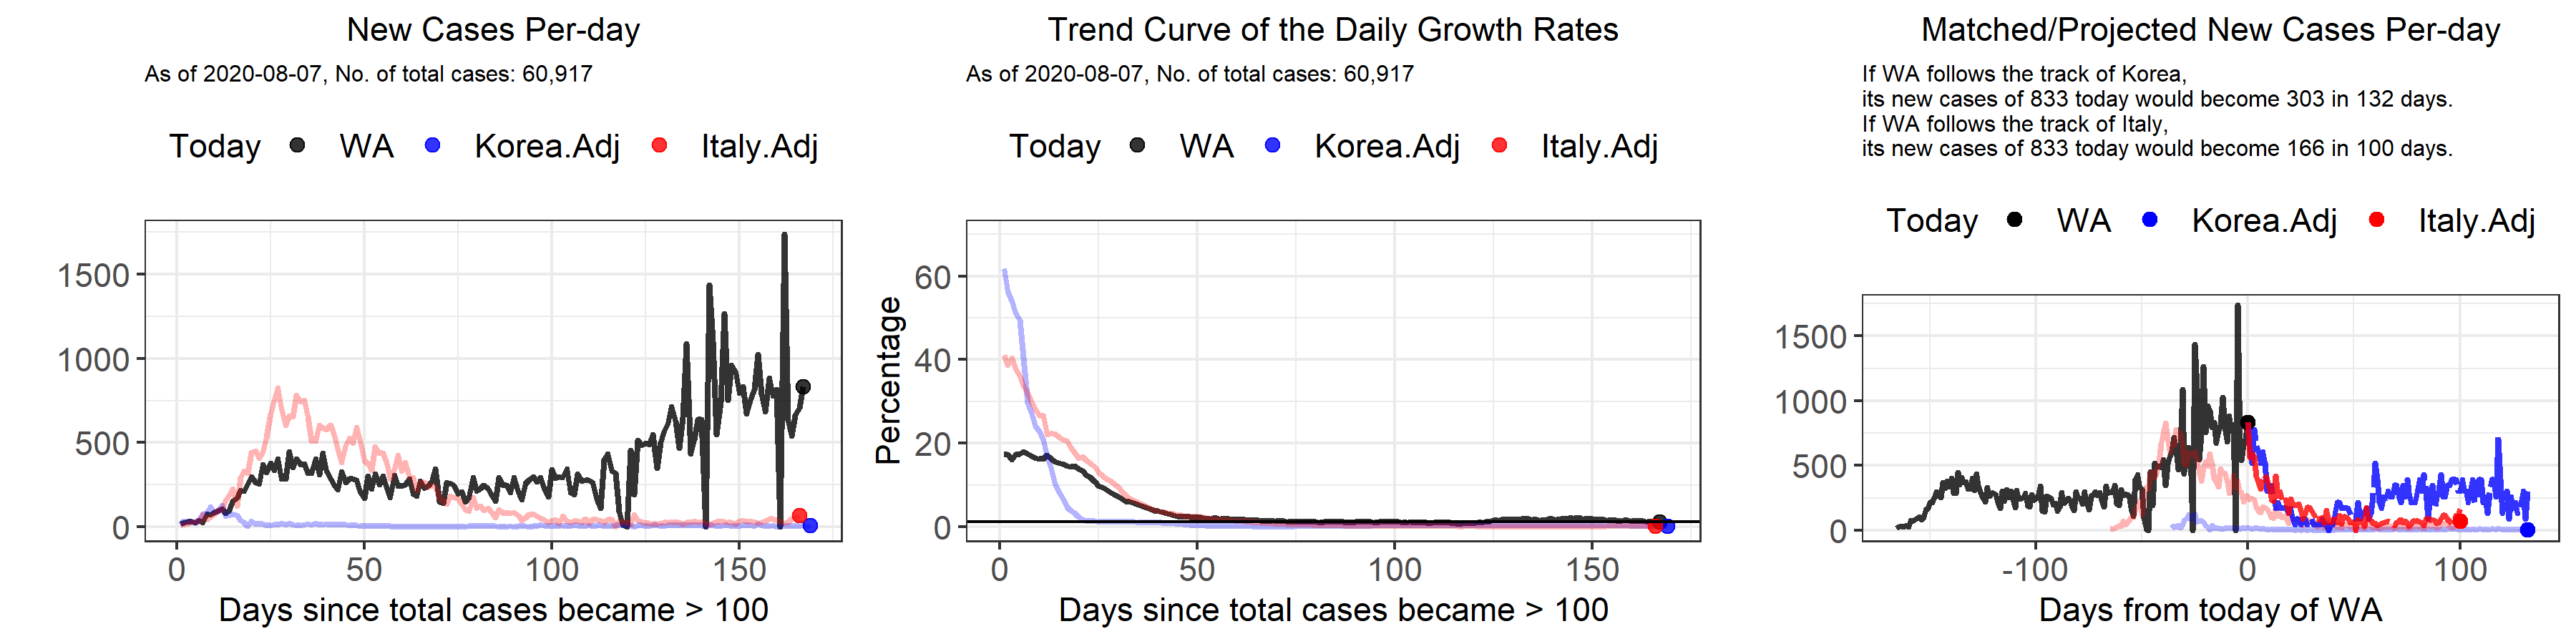 New Cases Per-day
As of 2020-08-07, No. of total cases: 60,917
Today WA Korea.Adj Italy.Adj
1500
1000
500
0
0 50 100 150
Days since total cases became > 100
Trend Curve of the Daily Growth Rates
As of 2020-08-07, No. of total cases: 60,917
Today WA Korea.Adj Italy.Adj
Percentage
60
40
20
0
0 50 100 150
Days since total cases became > 100
Matched/Projected New Cases Per-day
If WA follows the track of Korea,
its new cases of 833 today would become 303 in 132 days.
If WA follows the track of Italy,
its new cases of 833 today would become 166 in 100 days.
Today WA Korea.Adj Italy.Adj
1500
1000
500
0
-100 0 100
Days from today of WA